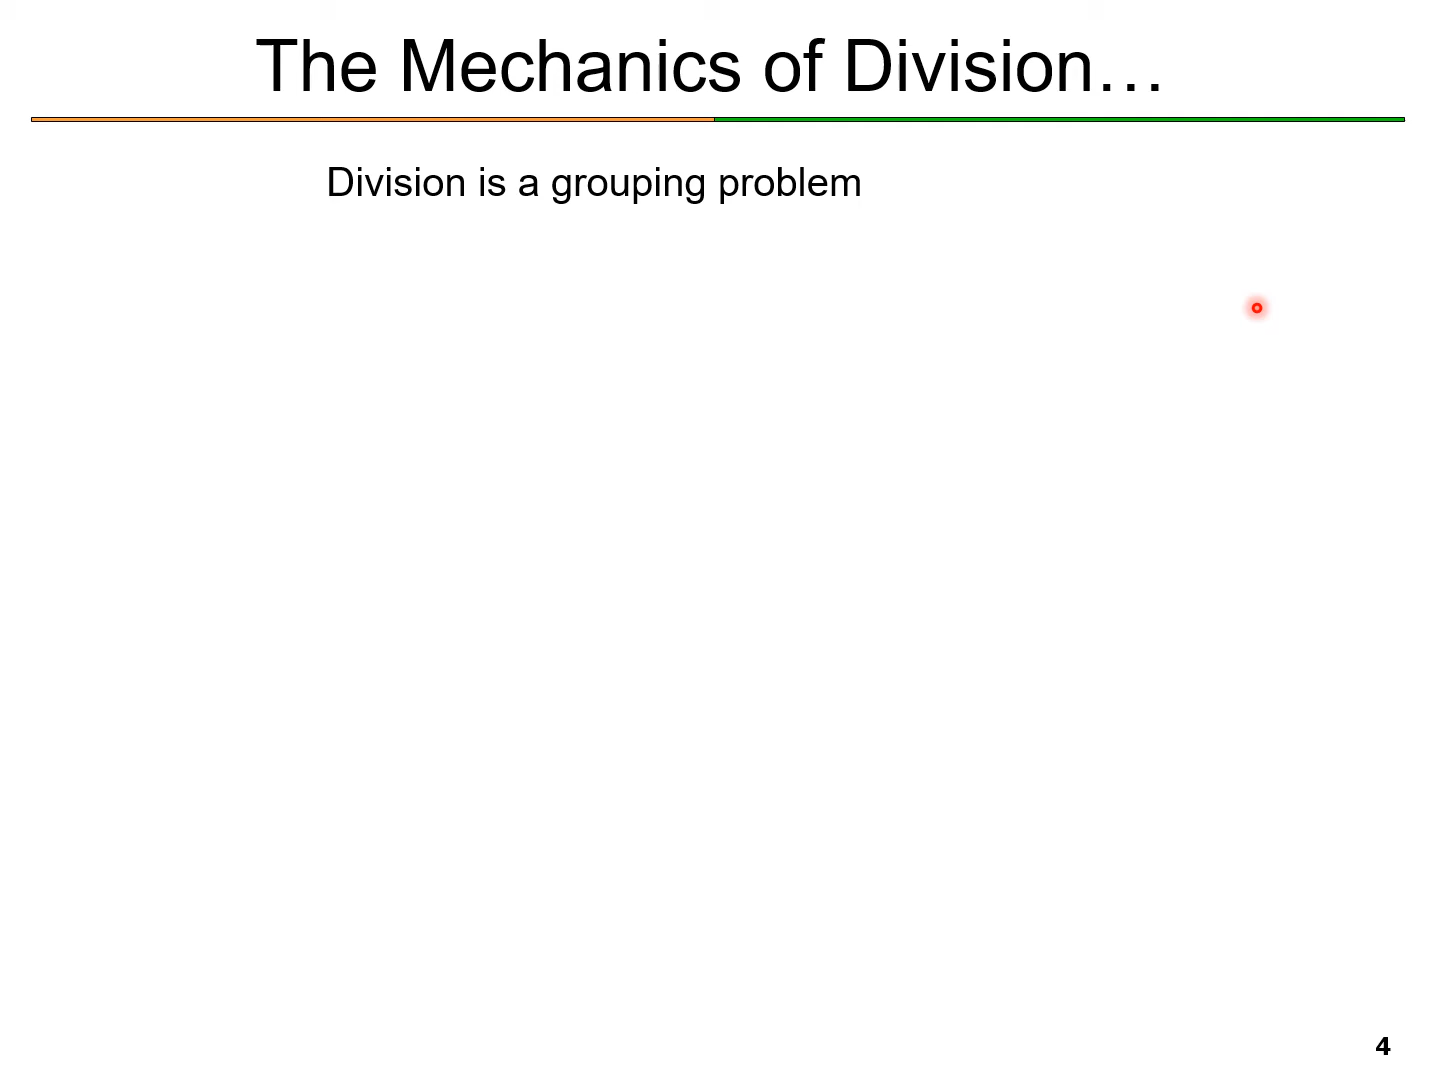 The Mechanics of Division…
Division is a grouping problem
4